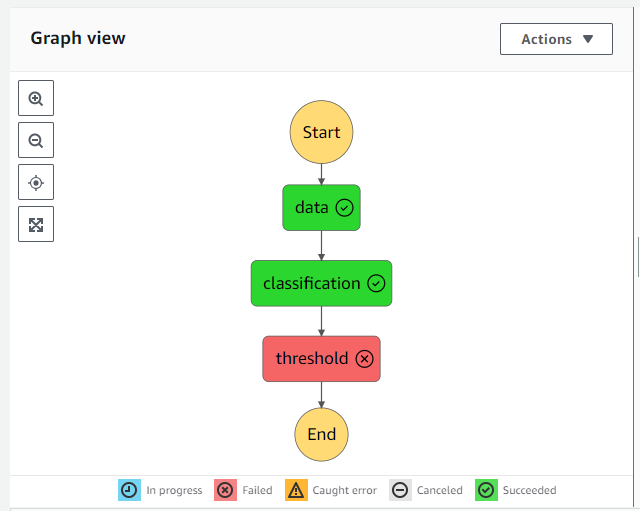 Graph view
Actions
Start
data
classification
threshold
End
In progress
Failed
Caught error
Canceled
Succeeded